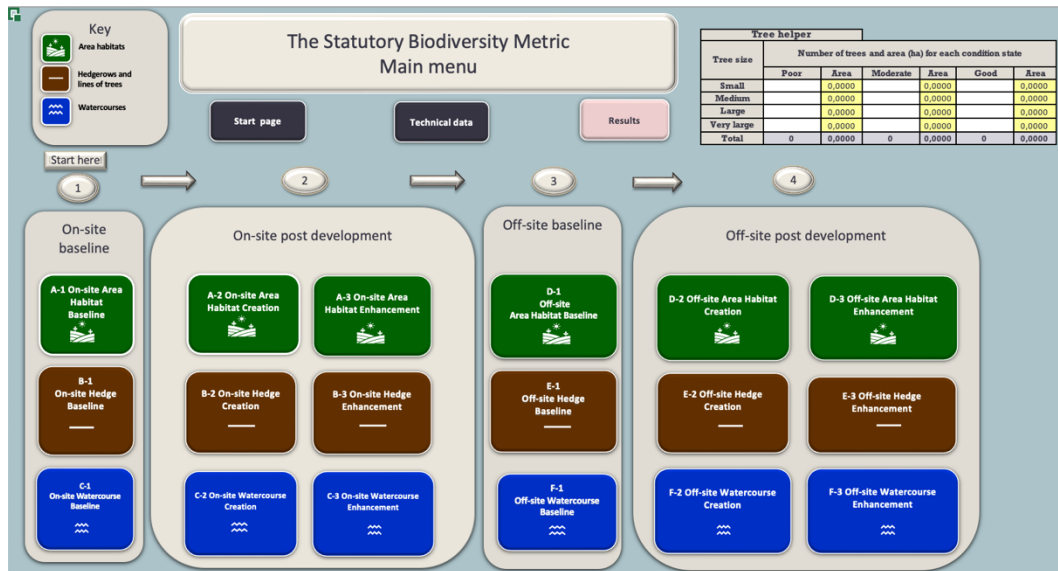 Key
Area habitats
Hedgerows and
lines of trees
Watercourses
The Statutory Biodiversity Metric
Main menu
Start page
Technical data
Results
Tree helper
Tree size
Number of trees and area (ha) for each condition state
Poor Area Moderate Area Good Area
Small 0,0000 0,0000 0,0000
Medium 0,0000 0,0000 0,0000
Large 0,0000 0,0000 0,0000
Very large 0,0000 0,0000 0,0000
Total 0 0,0000 0 0,0000 0 0,0000
Start here
1
2
3
4
On-site
baseline
A-1 On-site Area
Habitat
Baseline
B-1
On-site Hedge
Baseline
C-1
On-site Watercourse
Baseline
On-site post development
A-2 On-site Area
Habitat Creation
A-3 On-site Area
Habitat Enhancement
B-2 On-site Hedge
Creation
B-3 On-site Hedge
Enhancement
C-2 On-site Watercourse
Creation
C-3 On-site Watercourse
Enhancement
Off-site baseline
D-1
Off-site
Area Habitat Baseline
E-1
Off-site Hedge
Baseline
F-1
Off-site Watercourse
Baseline
Off-site post development
D-2 Off-site Area Habitat
Creation
D-3 Off-site Area Habitat
Enhancement
E-2 Off-site Hedge
Creation
E-3 Off-site Hedge
Enhancement
F-2 Off-site Watercourse
Creation
F-3 Off-site Watercourse
Enhancement